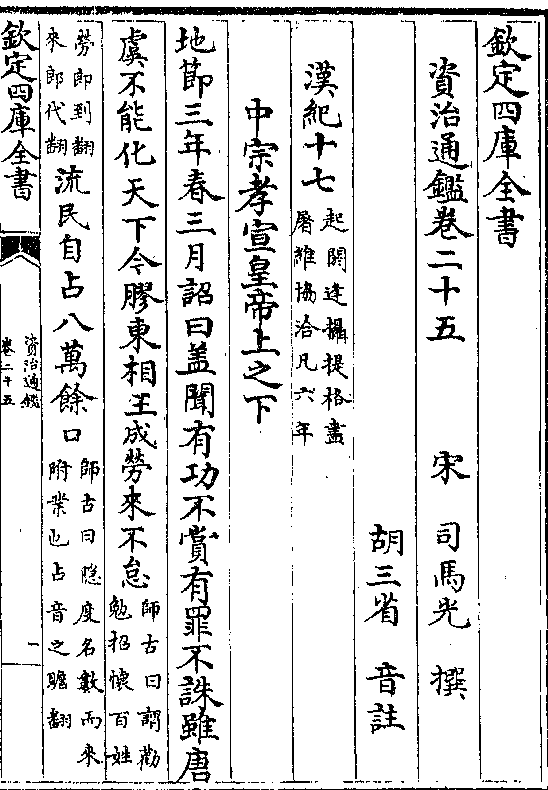 欽定四庫全書
資治通鑑卷二十五 宋 司馬光 撰
胡三省 音註
漢紀十七 起閼逢攝提格盡屠維協洽凡六年
中宗孝宣皇帝上之下
地節三年春三月詔曰盖聞有功不賞有罪不誅雖唐
虞不能化天下今膠東相王成勞來不怠 師古曰謂勸勉招懷百姓
勞郎到翻來郎代翻 流民自占八萬餘口 師古曰隠度名數而來附業也占音之贍翻
欽定四庫全書 資治通鑑卷二十五 一